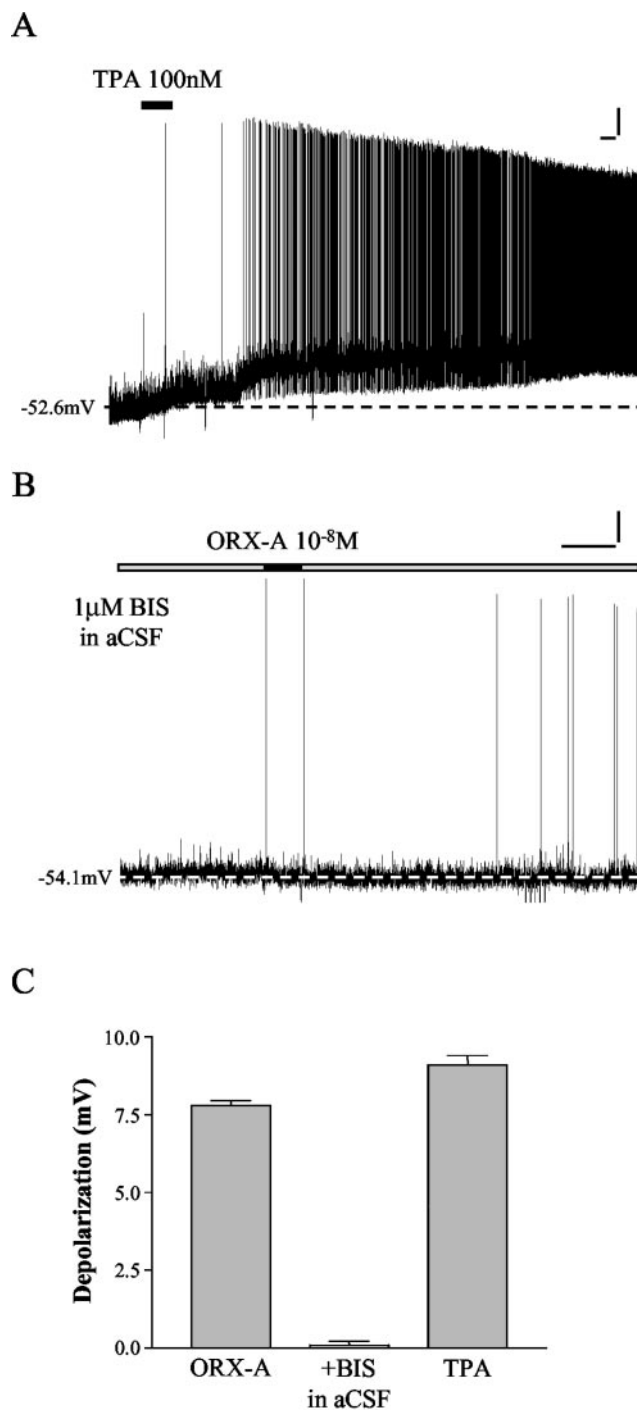 A
TPA 100nM
-52.6mV
B
ORX-A 10⁻⁸M
1μM BIS
in aCSF
-54.1mV
C
Depolarization (mV)
10.0
7.5
5.0
2.5
0.0
ORX-A
+BIS
in aCSF
TPA